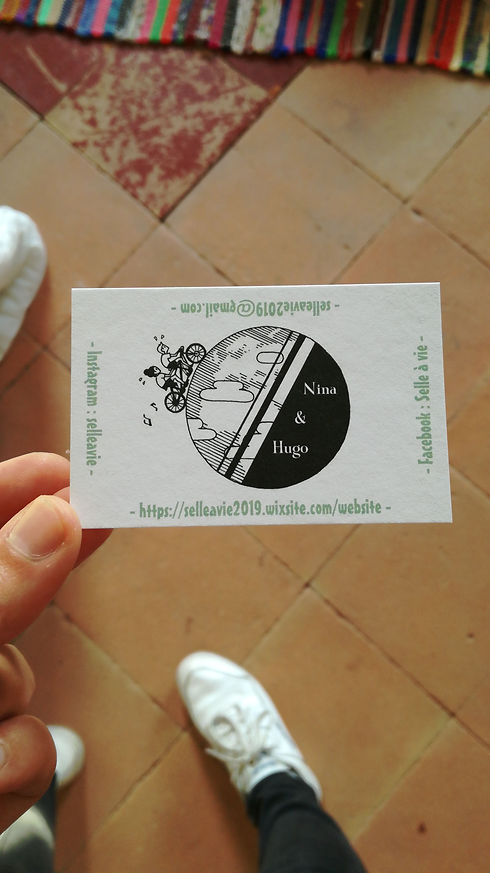 - selleavie2019@gmail.com -
- Instagram : selleavie -
Nina
&
Hugo
- Facebook : Selle à vie -
- https://selleavie2019.wixsite.com/website -